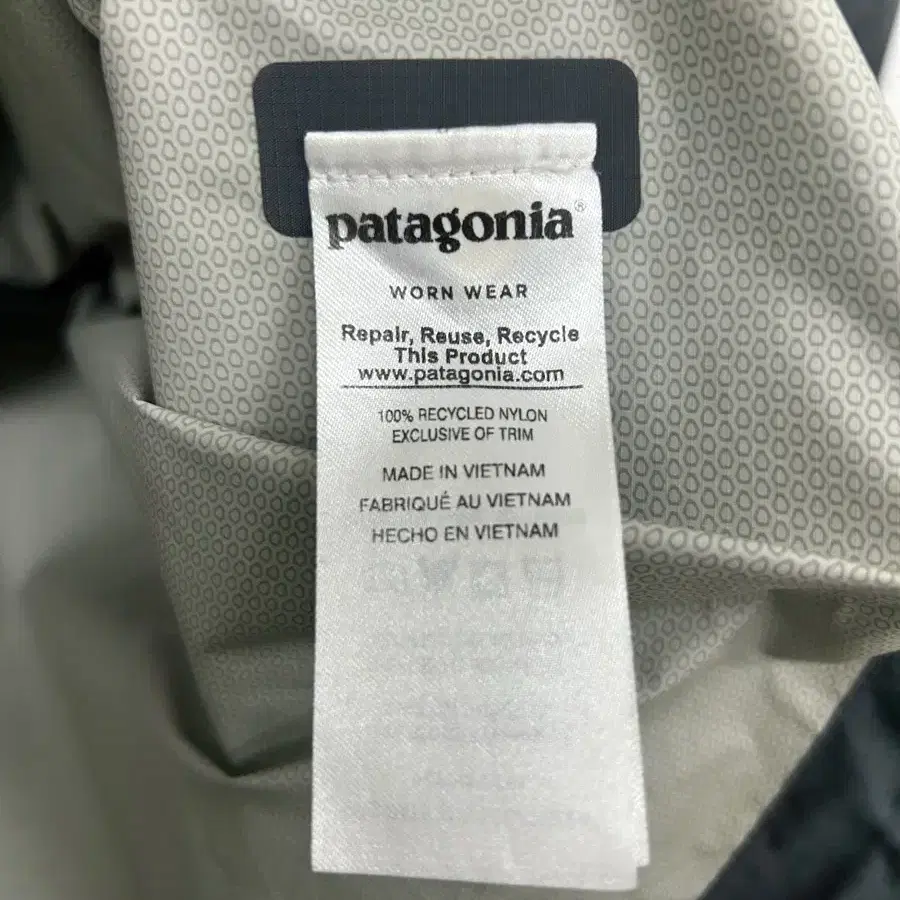 patagonia®
WORN WEAR
Repair, Reuse, Recycle
This Product
www.patagonia.com
100% RECYCLED NYLON
EXCLUSIVE OF TRIM
MADE IN VIETNAM
FABRIQUÉ AU VIETNAM
HECHO EN VIETNAM